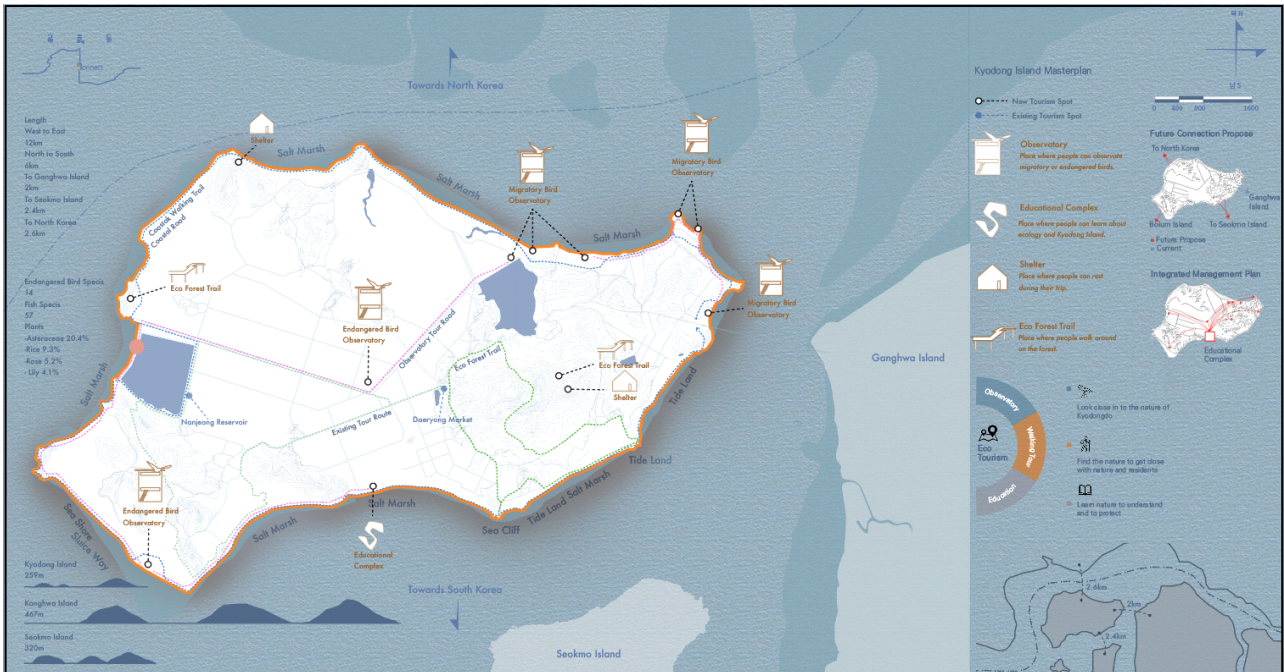 Connect
Length
West to East
12km
North to South
6km
To Ganghwa Island
2km
To Seokmo Island
2.4km
To North Korea
2.6km
Endangered Bird Specis
14
Fish Specis
57
Plants
-Asteraceae 20.4%
-Rice 9.3%
-Rose 5.2%
- Lily 4.1%
Kyodong Island
259m
Kanghwa Island
467m
Seokmo Island
320m
Towards North Korea
Shelter
Salt Marsh
Salt Marsh
Salt Marsh
Migratory Bird
Observatory
Migratory Bird
Observatory
Migratory Bird
Observatory
Coastak Walking Trail
Coastal Road
Eco Forest Trail
Endangered Bird
Observatory
Observatory Tour Road
Eco Forest Trail
Eco Forest Trail
Shelter
Salt Marsh
Nanjeong Reservoir
Existing Tour Route
Daeryong Market
Tide Land
Tide Land
Tide Land
Salt Marsh
Sea Cliff
Salt Marsh
Salt Marsh
Endangered Bird
Observatory
Sea Shore
Sluice Way
Educational
Complex
Towards South Korea
Seokmo Island
Ganghwa Island
Kyodong Island Masterplan
New Tourism Spot
Existing Tourism Spot
Observatory
Place where people can observate
migratory or endangered birds.
Educational Complex
Place where people can learn about
ecology and Kyodong Island.
Shelter
Place where people can rest
during their trip.
Eco Forest Trail
Place where people walk around
on the forest.
0 400 800 1600
Future Connection Propose
To North Korea
Ganghwa
Island
Borum Island
To Seokmo Island
Future Propose
Current
Integrated Management Plan
Educational
Complex
Observatory
Walking Tour
Education
Eco
Tourism
Look close in to the nature of
Kyodongdo
Find the nature to get close
with nature and residents
Learn nature to understand
and to protect
2.6km
2km
2.4km